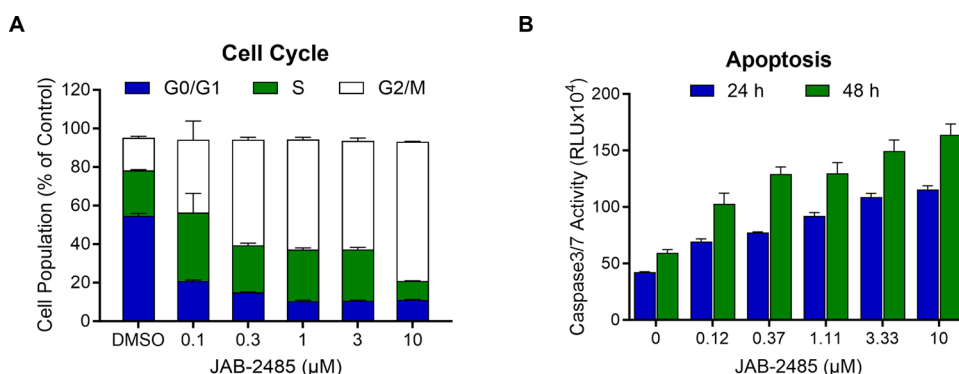 A
Cell Cycle
G0/G1 S G2/M
Cell Population (% of Control)
120
100
80
60
40
20
0
DMSO 0.1 0.3 1 3 10
JAB-2485 (µM)
B
Apoptosis
24 h 48 h
Caspase3/7 Activity (RLUx10⁴)
200
150
100
50
0
0 0.12 0.37 1.11 3.33 10
JAB-2485 (µM)